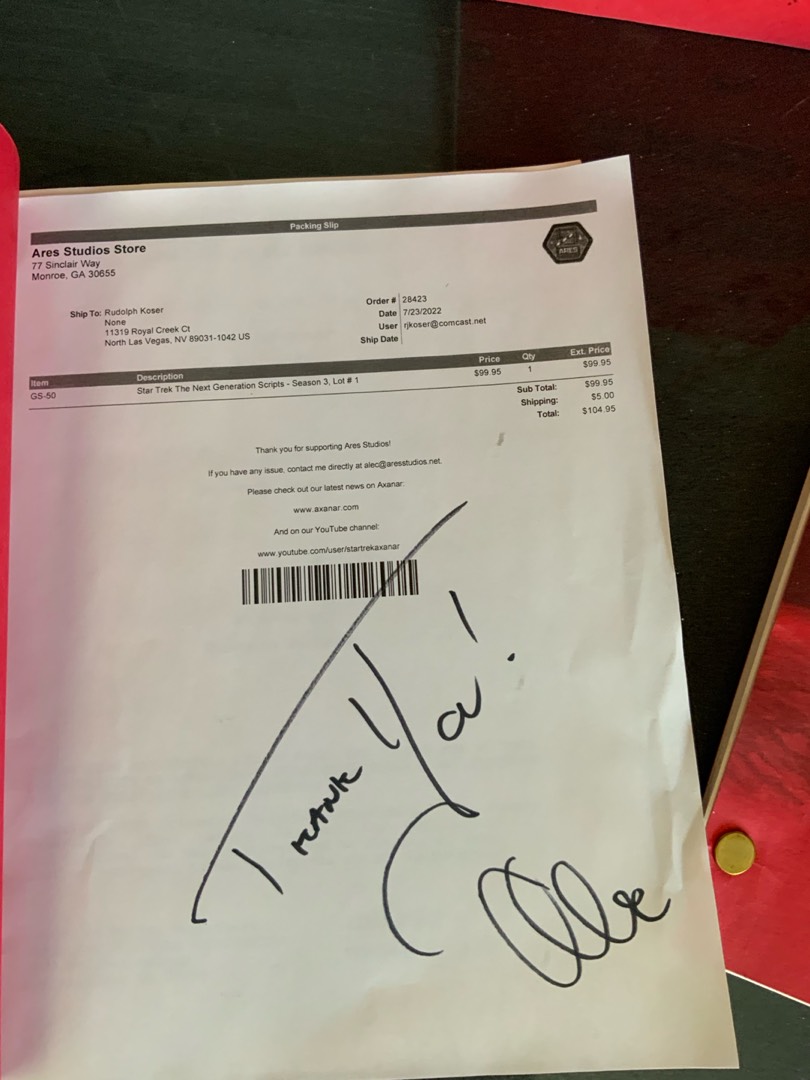 Packing Slip
Ares Studios Store
77 Sinclair Way
Monroe, GA 30655
ARES
Ship To: Rudolph Koser
None
11319 Royal Creek Ct
North Las Vegas, NV 89031-1042 US
Order # 28423
Date 7/23/2022
User rjkoser@comcast.net
Ship Date
Item Description Price Qty Ext. Price
GS-50 Star Trek The Next Generation Scripts - Season 3, Lot # 1 $99.95 1 $99.95
Sub Total: $99.95
Shipping: $5.00
Total: $104.95
Thank you for supporting Ares Studios!
If you have any issue, contact me directly at alec@aresstudios.net.
Please check out our latest news on Axanar:
www.axanar.com
And on our YouTube channel:
www.youtube.com/user/startrekaxanar
Thank Ya!
Alec